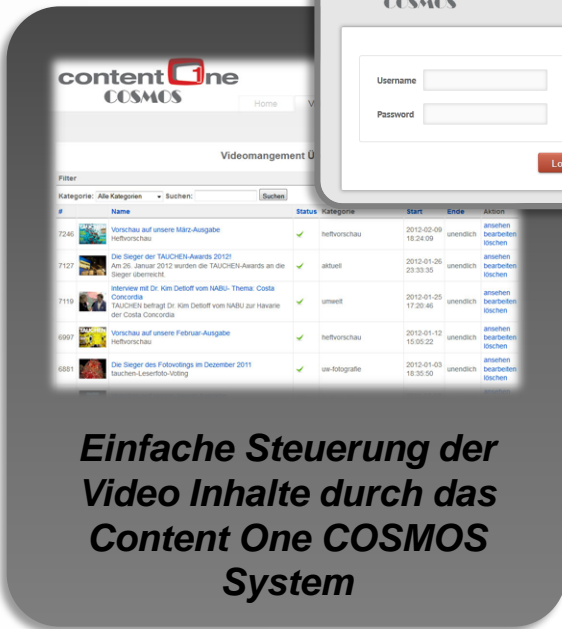 COSMOS
Username
Password
Lo
content 1ne
COSMOS
Home V
Videomangement Ü
Filter
Kategorie: Alle Kategorien Suchen: Suchen
# Name Status Kategorie Start Ende Aktion
7246 Vorschau auf unsere März-Ausgabe
Heftvorschau
heftvorschau 2012-02-09
18:24:09
unendlich ansehen
bearbeiten
löschen
7127 Die Sieger der TAUCHEN-Awards 2012!
Am 26. Januar 2012 wurden die TAUCHEN-Awards an die
Sieger überreicht.
aktuell 2012-01-26
23:33:35
unendlich ansehen
bearbeiten
löschen
7119 Interview mit Dr. Kim Detloff vom NABU- Thema: Costa
Concordia
TAUCHEN befragt Dr. Kim Detloff vom NABU zur Havarie
der Costa Concordia
umwelt 2012-01-25
17:20:46
unendlich ansehen
bearbeiten
löschen
6997 Vorschau auf unsere Februar-Ausgabe
Heftvorschau
heftvorschau 2012-01-12
15:05:22
unendlich ansehen
bearbeiten
löschen
6881 Die Sieger des Fotovotings im Dezember 2011
tauchen-Leserfoto-Voting
uw-fotografie 2012-01-03
18:35:50
unendlich ansehen
bearbeiten
löschen
Einfache Steuerung der
Video Inhalte durch das
Content One COSMOS
System